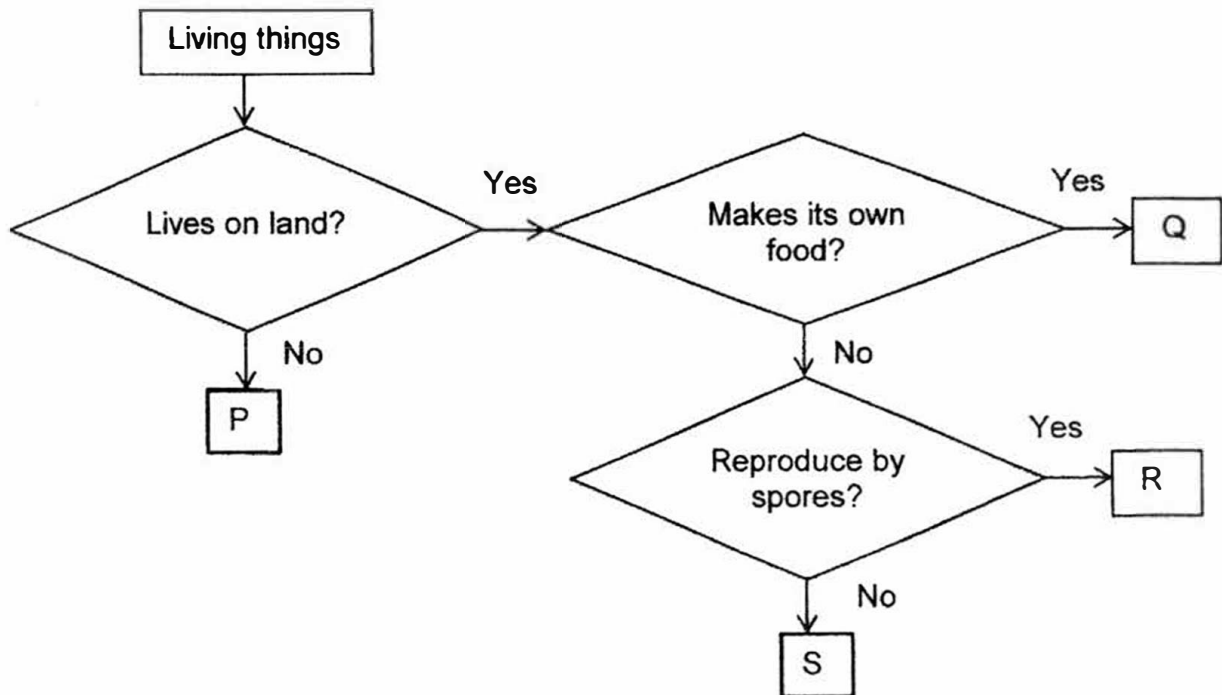 Living things
Lives on land?
Yes
Makes its own
food?
Yes
Q
No
P
No
Reproduce by
spores?
Yes
R
No
S